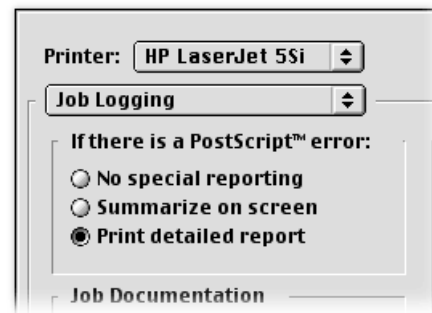 Printer: HP LaserJet 5Si
Job Logging
If there is a PostScript™ error:
No special reporting
Summarize on screen
Print detailed report
Job Documentation